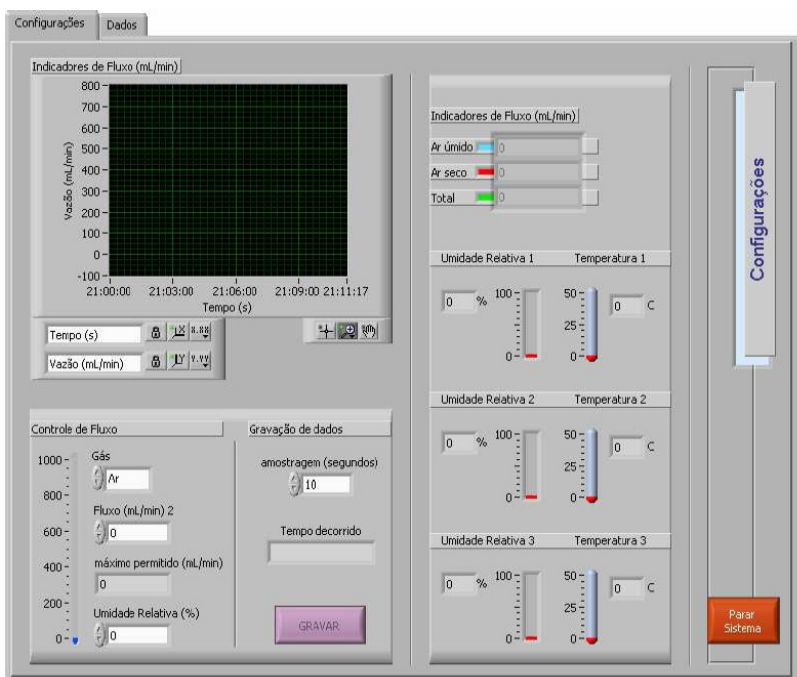 Configurações
Dados
Indicadores de Fluxo (mL/min)
800
700
600
500
400
300
200
100
0
-100
Vazão (mL/min)
21:00:00 21:03:00 21:06:00 21:09:00 21:11:17
Tempo (s)
Tempo (s)
X.XX
Vazão (mL/min)
Y.YY
Controle de Fluxo
1000
800
600
400
200
0
Gás
Ar
Fluxo (mL/min) 2
0
máximo permitido (mL/min)
0
Umidade Relativa (%)
0
Gravação de dados
amostragem (segundos)
10
Tempo decorrido
GRAVAR
Indicadores de Fluxo (mL/min)
Ar úmido 0
Ar seco 0
Total 0
Umidade Relativa 1 Temperatura 1
0 % 100 0
50 25 0 0 C
Umidade Relativa 2 Temperatura 2
0 % 100 0
50 25 0 0 C
Umidade Relativa 3 Temperatura 3
0 % 100 0
50 25 0 0 C
Configurações
Parar
Sistema